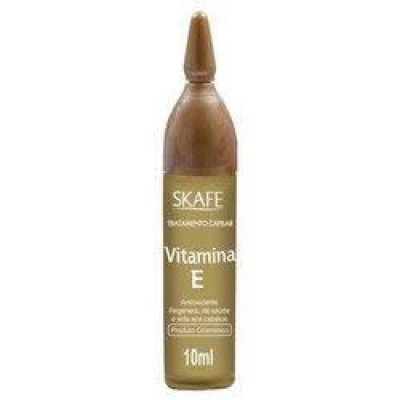 SKAFE
TRATAMENTO CAPILAR
Vitamina
E
Antioxidante
Regenera, dá saúde
e vida aos cabelos
Produto Cosmético
10ml